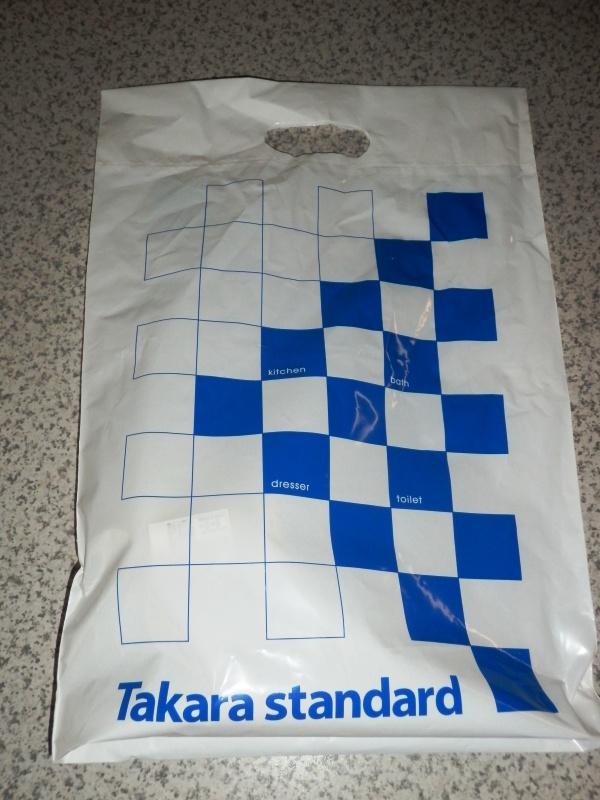 kitchen
bath
dresser
toilet
Takara standard